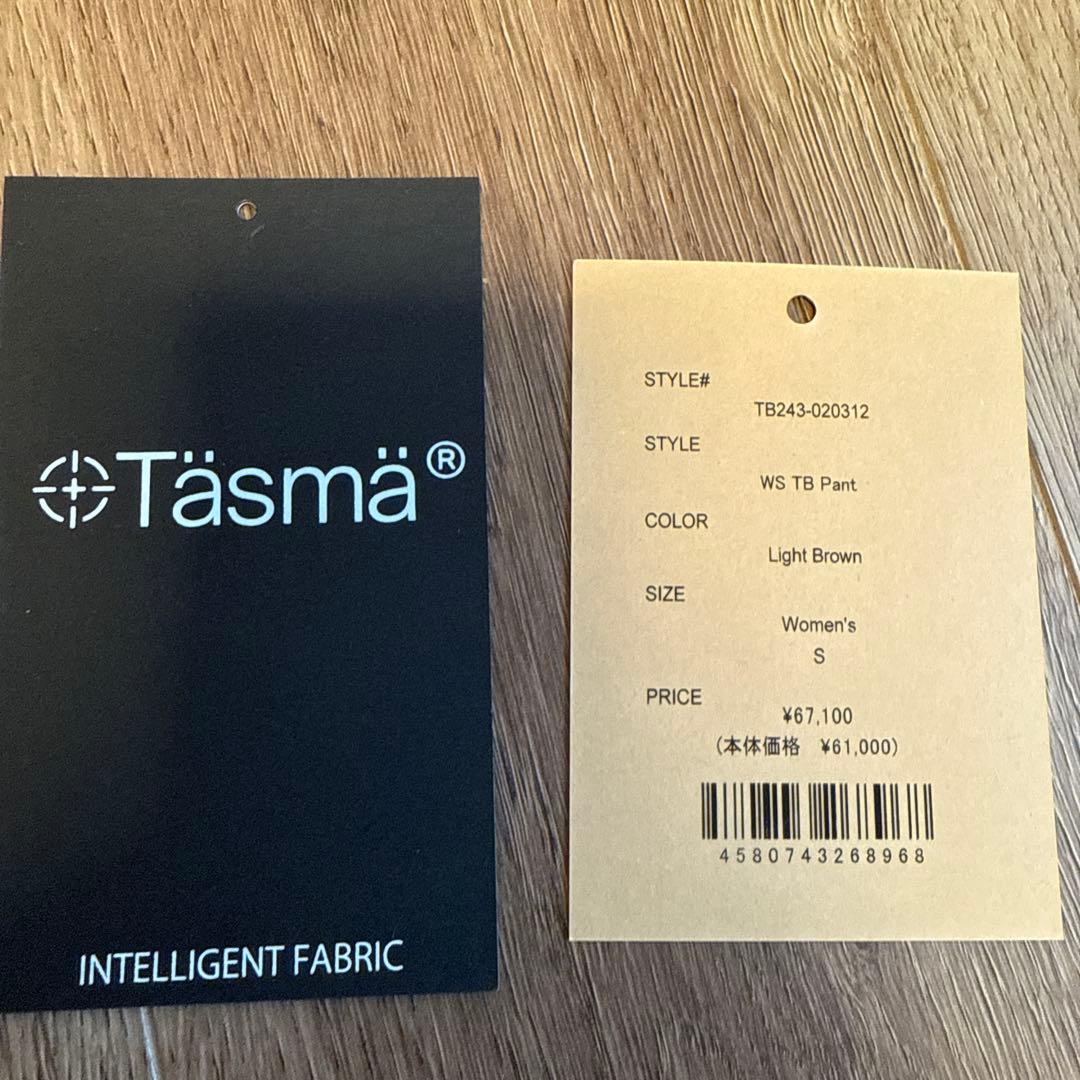 Täsmä®
INTELLIGENT FABRIC
STYLE#
TB243-020312
STYLE
WS TB Pant
COLOR
Light Brown
SIZE
Women's
S
PRICE
¥67,100
(本体価格 ¥61,000)
4580743268968